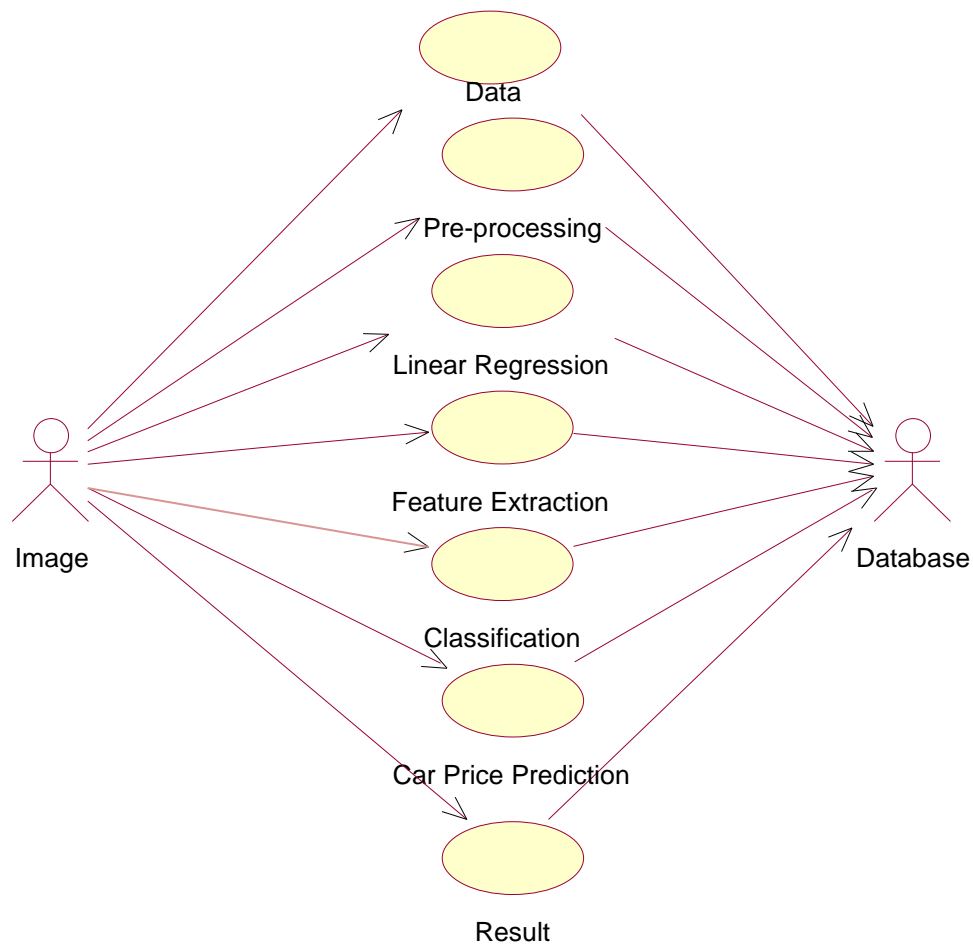 Data
Pre-processing
Linear Regression
Feature Extraction
Image
Database
Classification
Car Price Prediction
Result